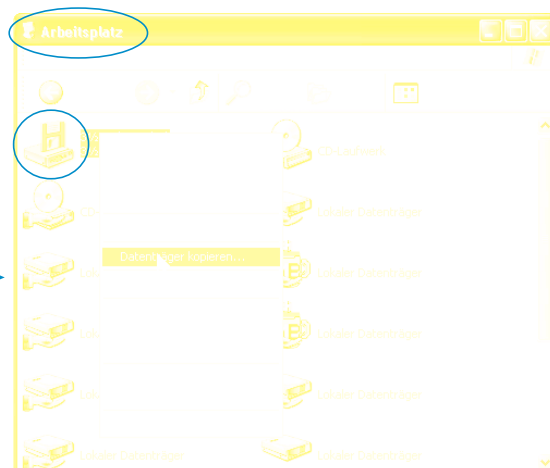 Arbeitsplatz
CD-Laufwerk
Lokaler Datenträger
Datenträger kopieren...
Lokaler Datenträger
Lokaler Datenträger
Lokaler Datenträger
Lokaler Datenträger
Lokaler Datenträger